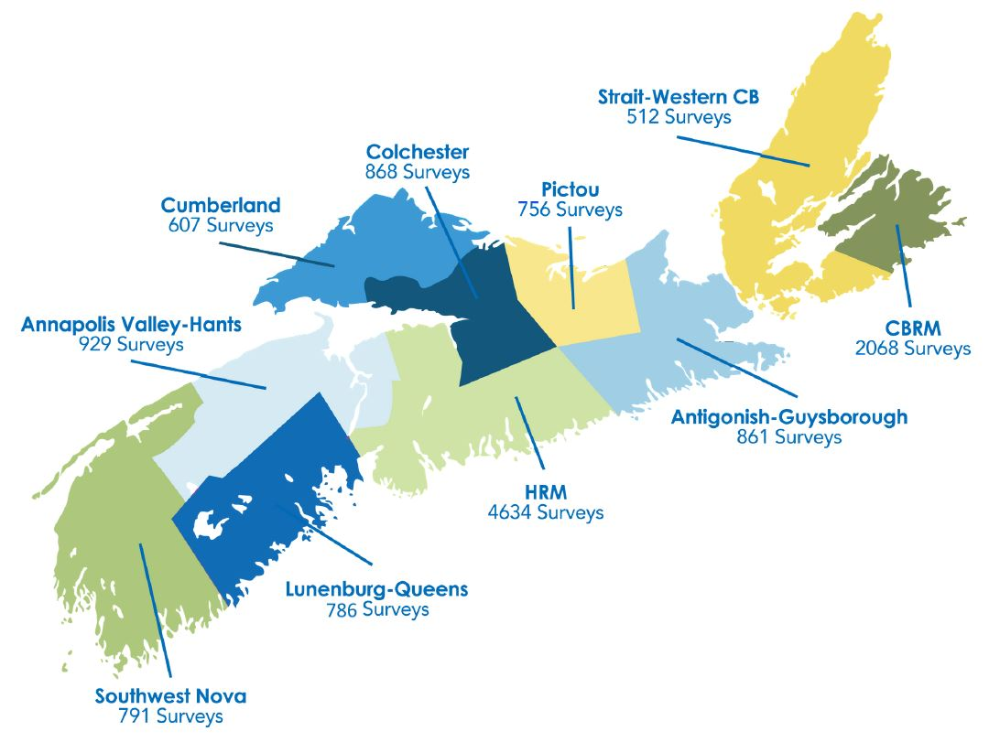 Strait-Western CB
512 Surveys
Colchester
868 Surveys
Pictou
756 Surveys
Cumberland
607 Surveys
Annapolis Valley-Hants
929 Surveys
CBRM
2068 Surveys
Antigonish-Guysborough
861 Surveys
HRM
4634 Surveys
Lunenburg-Queens
786 Surveys
Southwest Nova
791 Surveys